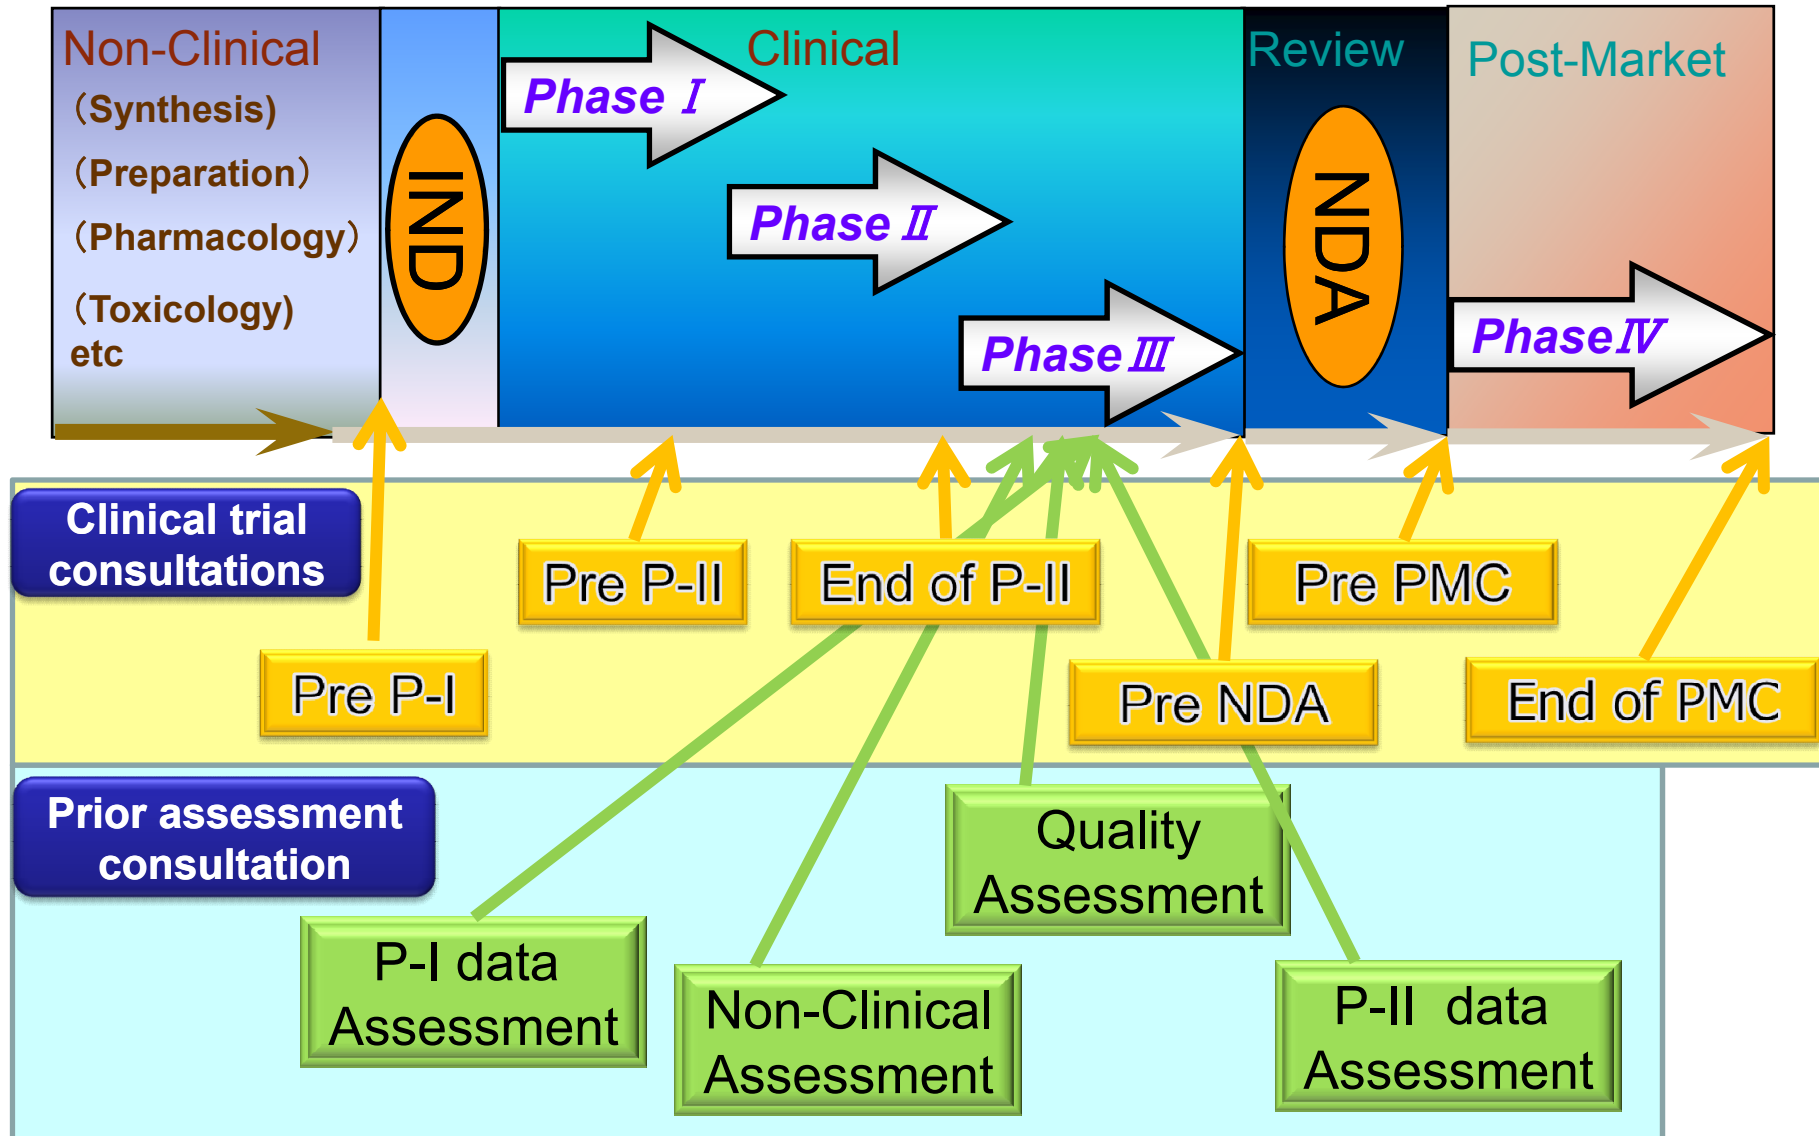 Non-Clinical
（Synthesis)
（Preparation）
（Pharmacology）
（Toxicology)
etc
IND
Clinical
Phase Ⅰ
Phase Ⅱ
Phase Ⅲ
Review
NDA
Post-Market
Phase Ⅳ
Clinical trial
consultations
Pre P-I
Pre P-II
End of P-II
Pre NDA
Pre PMC
End of PMC
Prior assessment
consultation
P-I data
Assessment
Non-Clinical
Assessment
Quality
Assessment
P-II data
Assessment